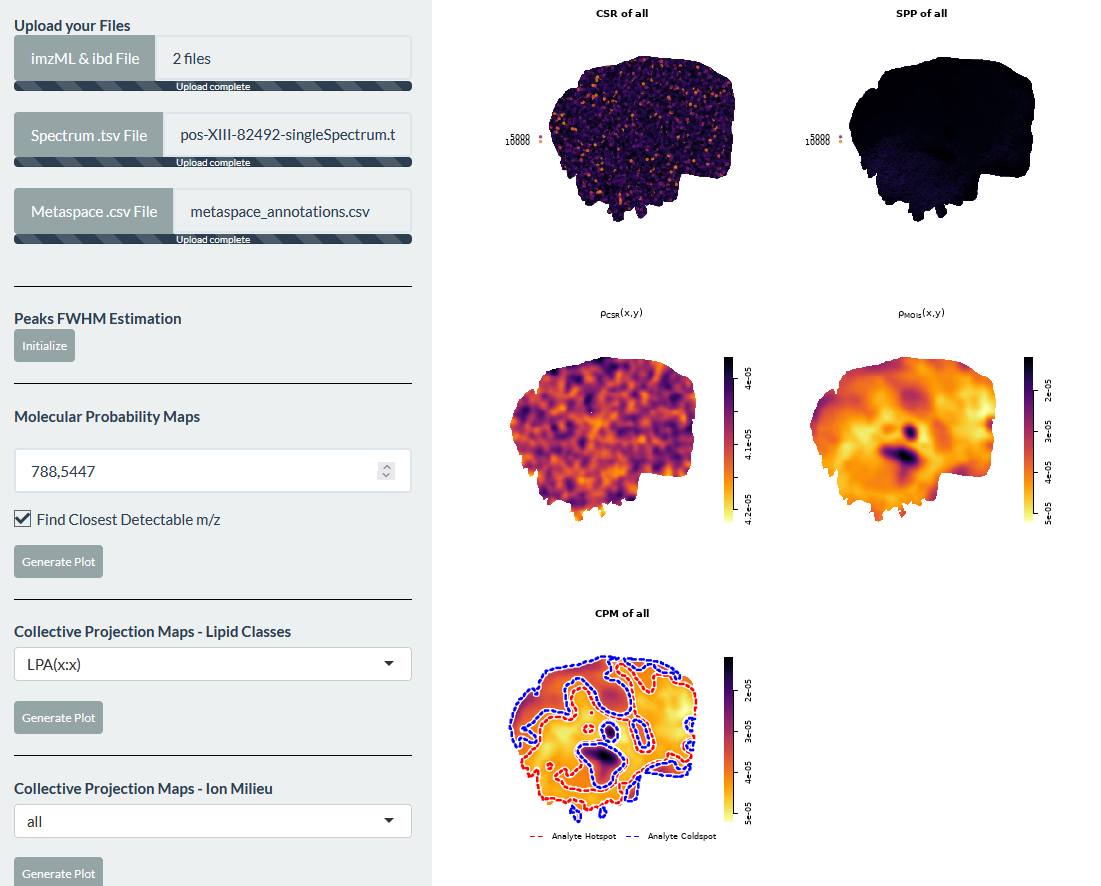 Upload your Files
imzML & ibd File 2 files
Upload complete
Spectrum .tsv File pos-XIII-82492-singleSpectrum.t
Upload complete
Metaspace .csv File metaspace_annotations.csv
Upload complete
Peaks FWHM Estimation
Initialize
Molecular Probability Maps
788,5447
Find Closest Detectable m/z
Generate Plot
Collective Projection Maps - Lipid Classes
LPA(x:x)
Generate Plot
Collective Projection Maps - Ion Milieu
all
Generate Plot
CSR of all
5000
10000
SPP of all
5000
10000
ρCSR(x,y)
4e-05
4.1e-05
4.2e-05
ρMOIs(x,y)
2e-05
3e-05
4e-05
5e-05
CPM of all
2e-05
3e-05
4e-05
5e-05
Analyte Hotspot Analyte Coldspot